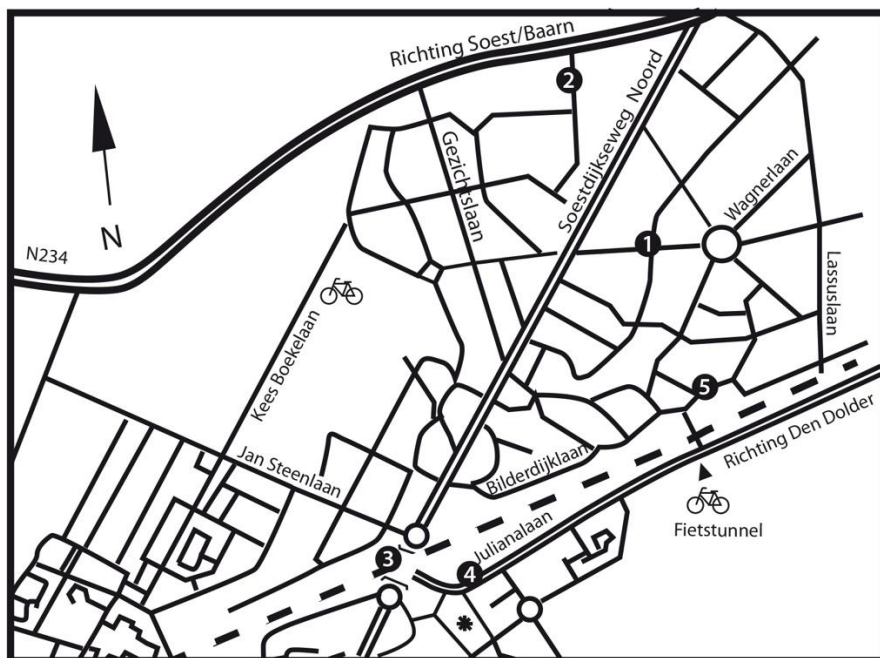 Richting Soest/Baarn
2
Soestdijkseweg Noord
Gezichtslaan
Wagnerlaan
1
N
N234
Lassuslaan
Kees Boekelaan
5
Jan Steenlaan
Bilderdijklaan
Richting Den Dolder
Julianalaan
Fietstunnel
3
4